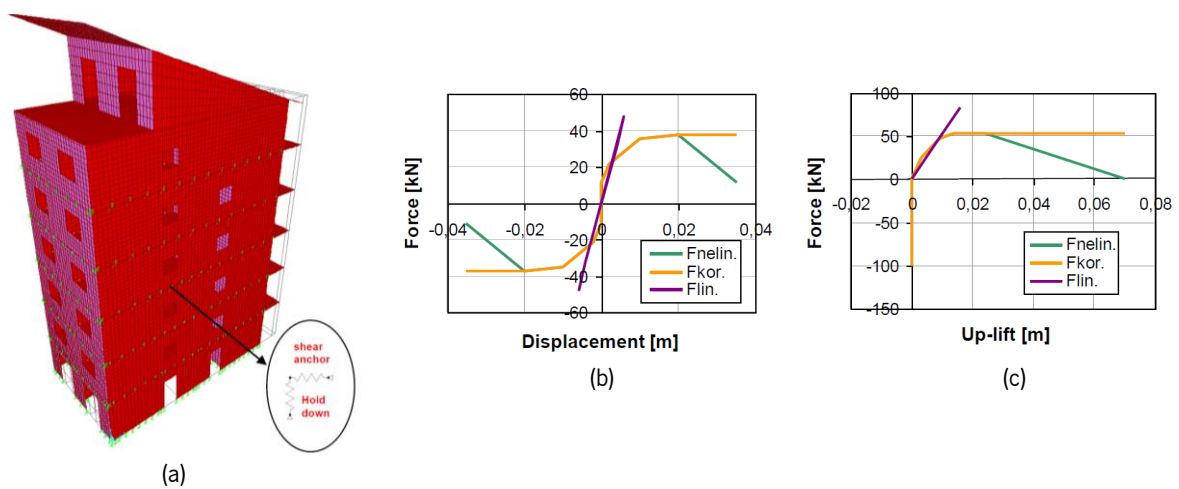 shear
anchor
Hold
down
(a)
Force [kN]
60
40
20
0
-20
-40
-60
-0,04
-0,02
0
0,02
0,04
Fnelin.
Fkor.
Flin.
Displacement [m]
(b)
Force [kN]
100
50
0
-50
-100
-150
-0,02
0
0,02
0,04
0,06
0,08
Fnelin.
Fkor.
Flin.
Up-lift [m]
(c)